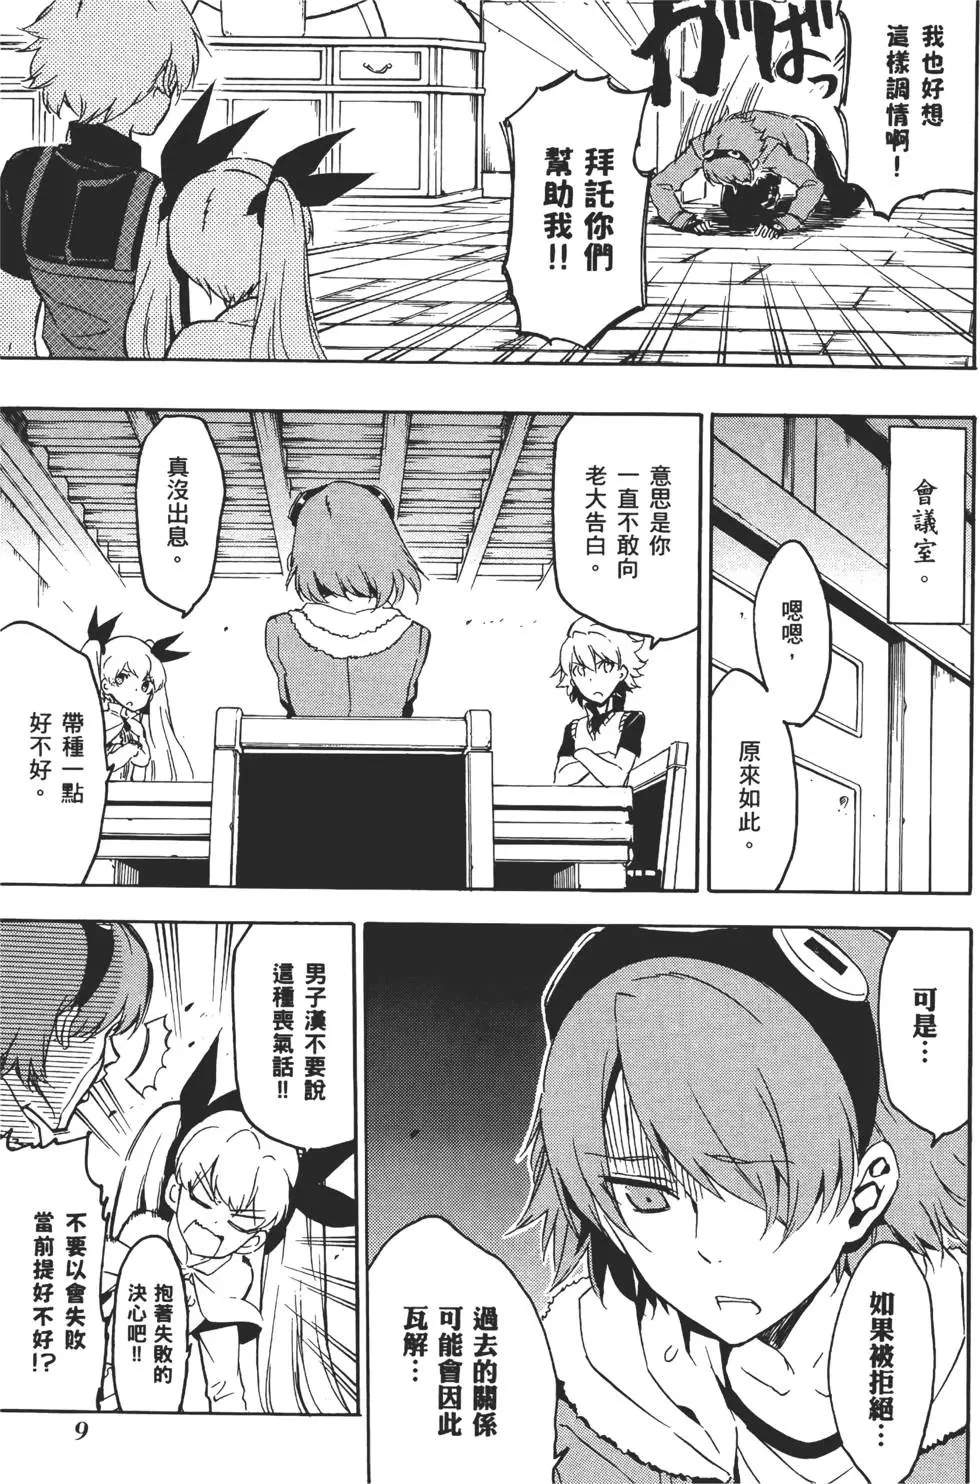 我也好想
這樣調情啊！
がばっ
拜託你們
幫助我!!
會議室。
嗯嗯，
原來如此。
意思是你
一直不敢向
老大告白。
真沒出息。
帶種一點
好不好。
可是…
如果被拒絕…
過去的關係
可能會因此
瓦解…
男子漢不要說
這種喪氣話!!
抱著失敗的
決心吧!!
不要以會失敗
當前提好不好!?
9